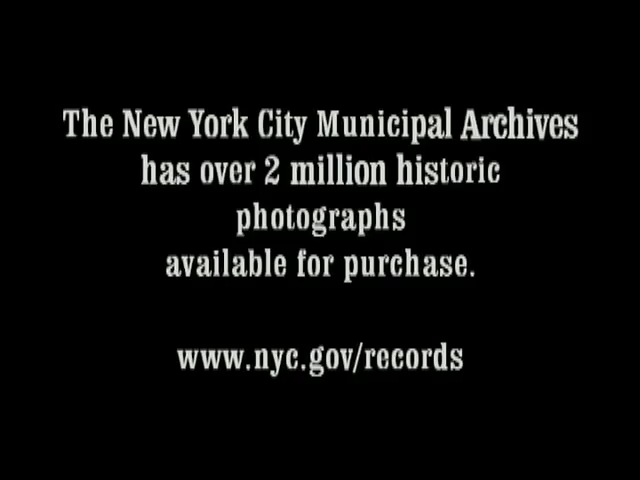 The New York City Municipal Archives
has over 2 million historic
photographs
available for purchase.
www.nyc.gov/records